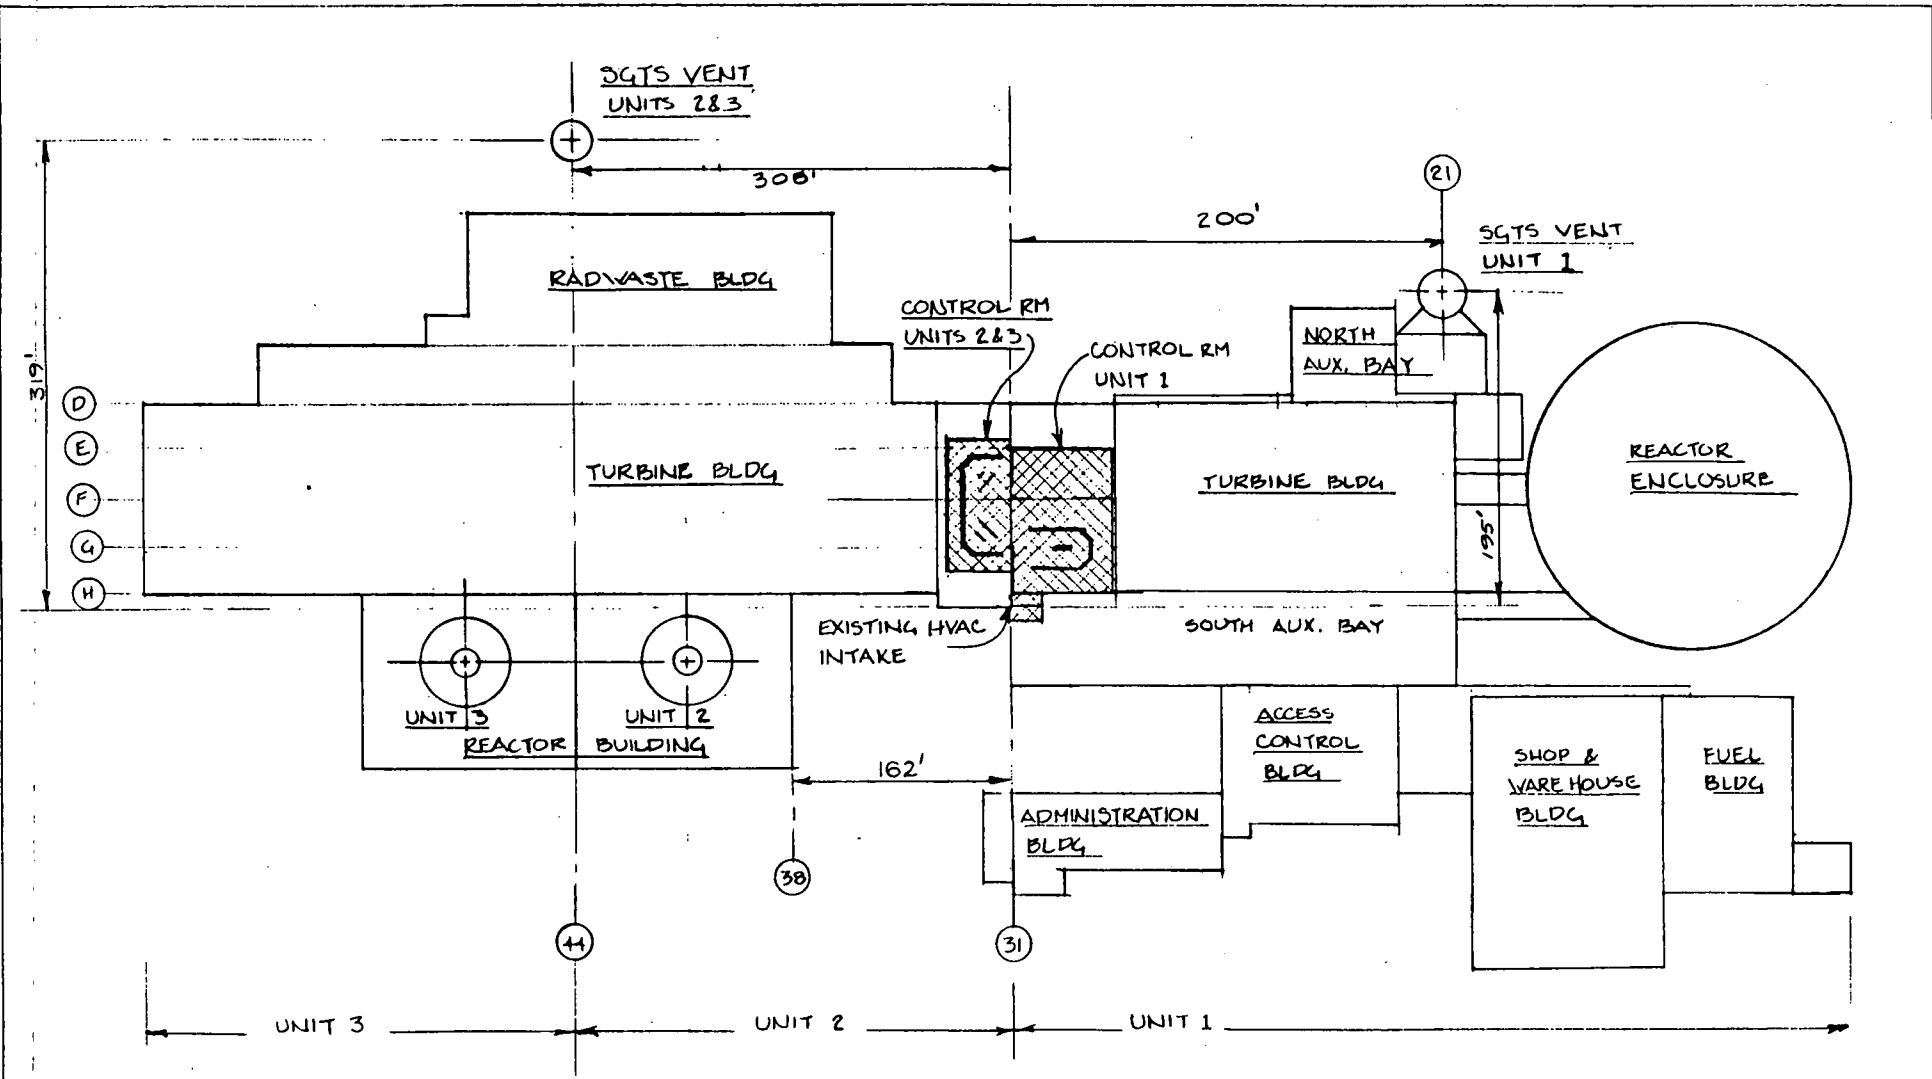 SGTS VENT
UNITS 2&3
308'
21
200'
SGTS VENT
UNIT 1
RADWASTE BLDG
CONTROL RM
UNITS 2&3
CONTROL RM
UNIT 1
NORTH
AUX. BAY
319'
D
E
F
G
H
TURBINE BLDG
TURBINE BLDG
REACTOR
ENCLOSURE
195'
EXISTING HVAC
INTAKE
SOUTH AUX. BAY
UNIT 3
UNIT 2
REACTOR BUILDING
162'
ACCESS
CONTROL
BLDG
SHOP &
WAREHOUSE
BLDG
FUEL
BLDG
ADMINISTRATION
BLDG
38
44
31
UNIT 3
UNIT 2
UNIT 1